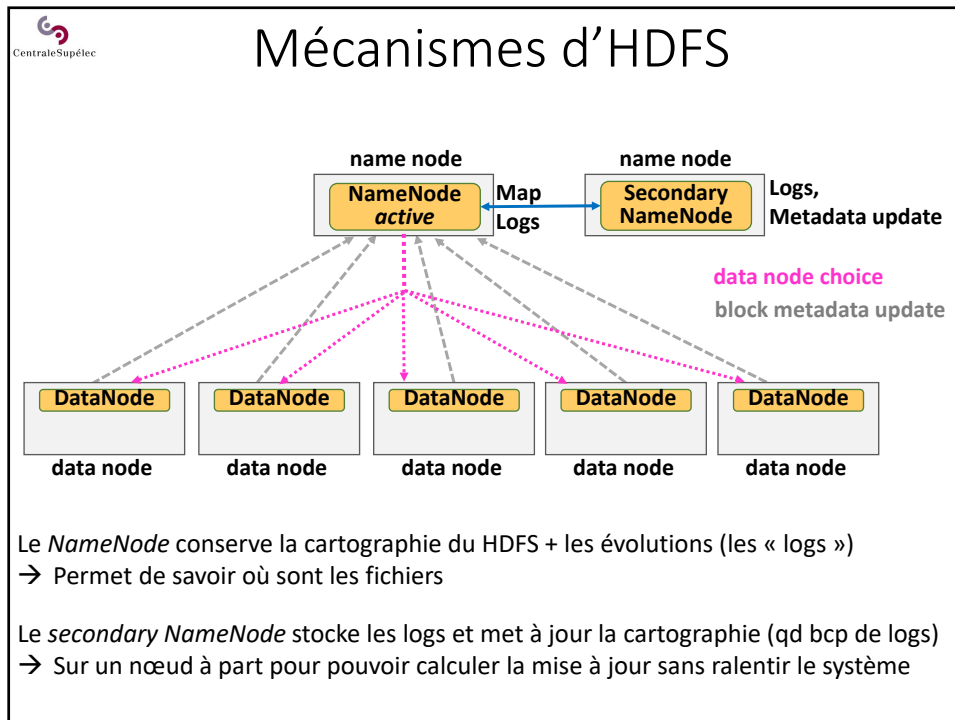 CentraleSupélec
Mécanismes d’HDFS
name node
name node
NameNode
active
Map
Logs
Secondary
NameNode
Logs,
Metadata update
data node choice
block metadata update
DataNode
DataNode
DataNode
DataNode
DataNode
data node
data node
data node
data node
data node
Le NameNode conserve la cartographie du HDFS + les évolutions (les « logs »)
→ Permet de savoir où sont les fichiers
Le secondary NameNode stocke les logs et met à jour la cartographie (qd bcp de logs)
→ Sur un nœud à part pour pouvoir calculer la mise à jour sans ralentir le système